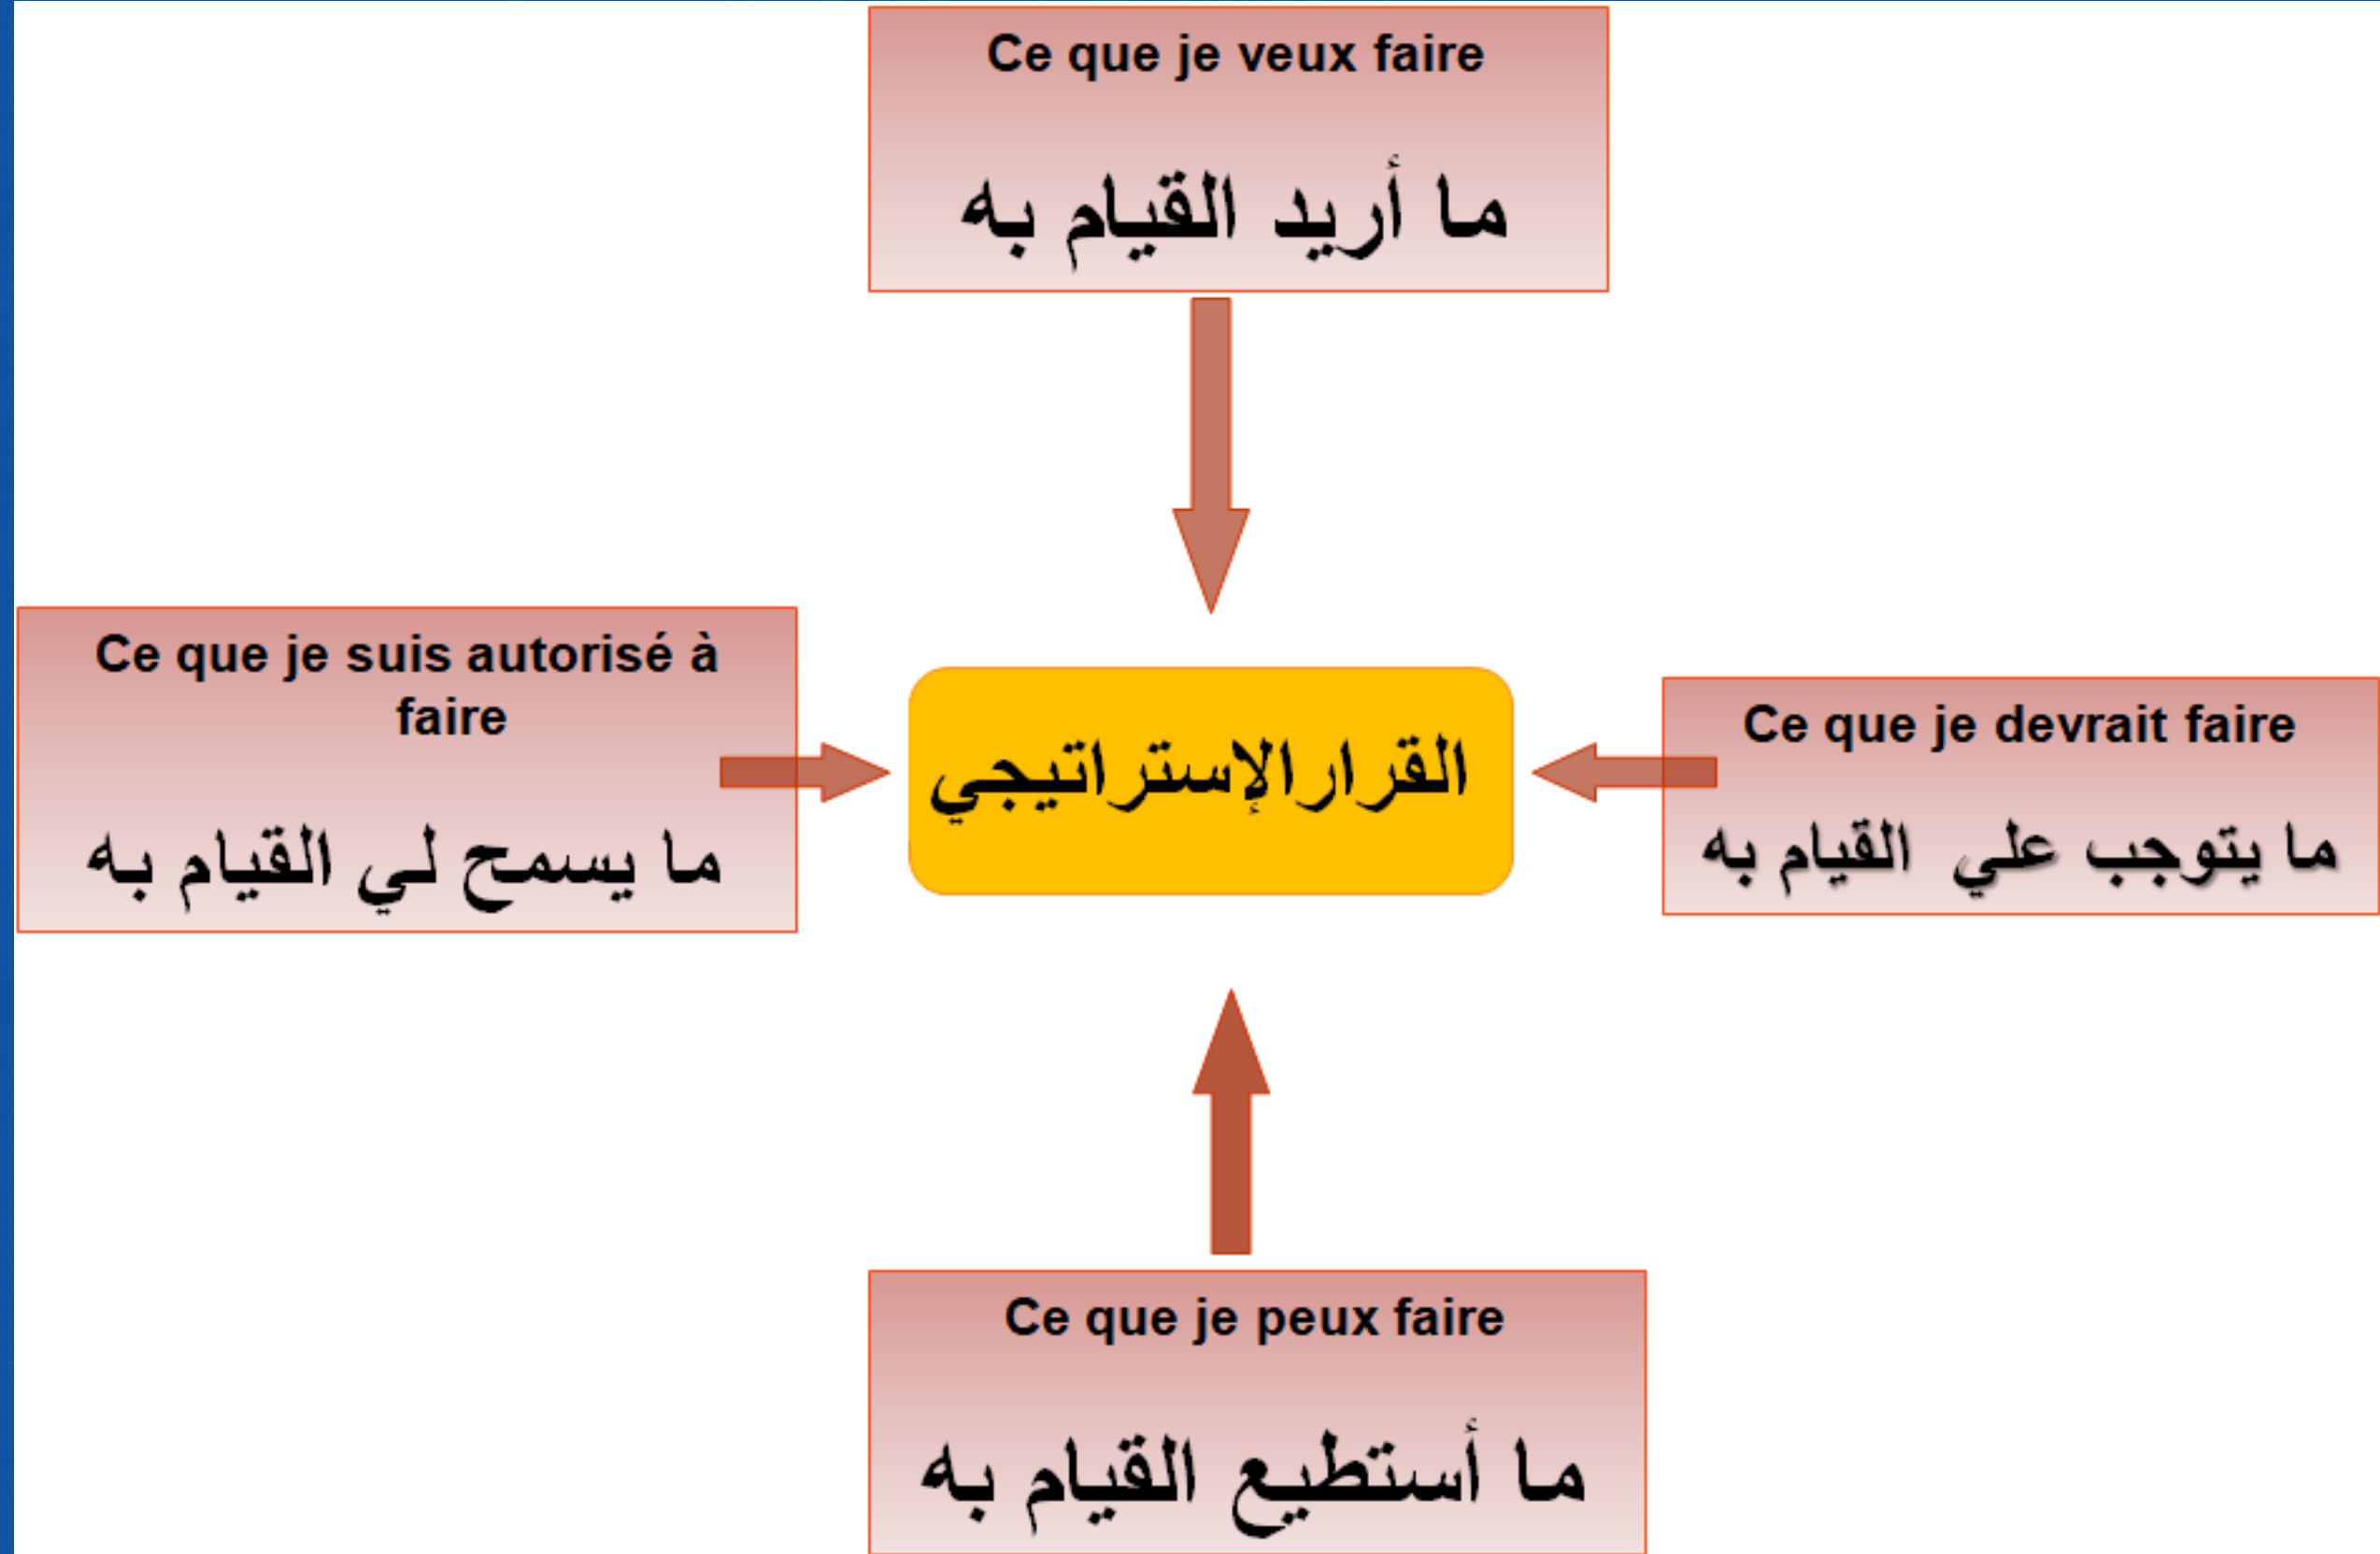 Ce que je veux faire
ما أريد القيام به
Ce que je suis autorisé à
faire
ما يسمح لي القيام به
القرارالإستراتيجي
Ce que je devrait faire
ما يتوجب علي القيام به
Ce que je peux faire
ما أستطيع القيام به